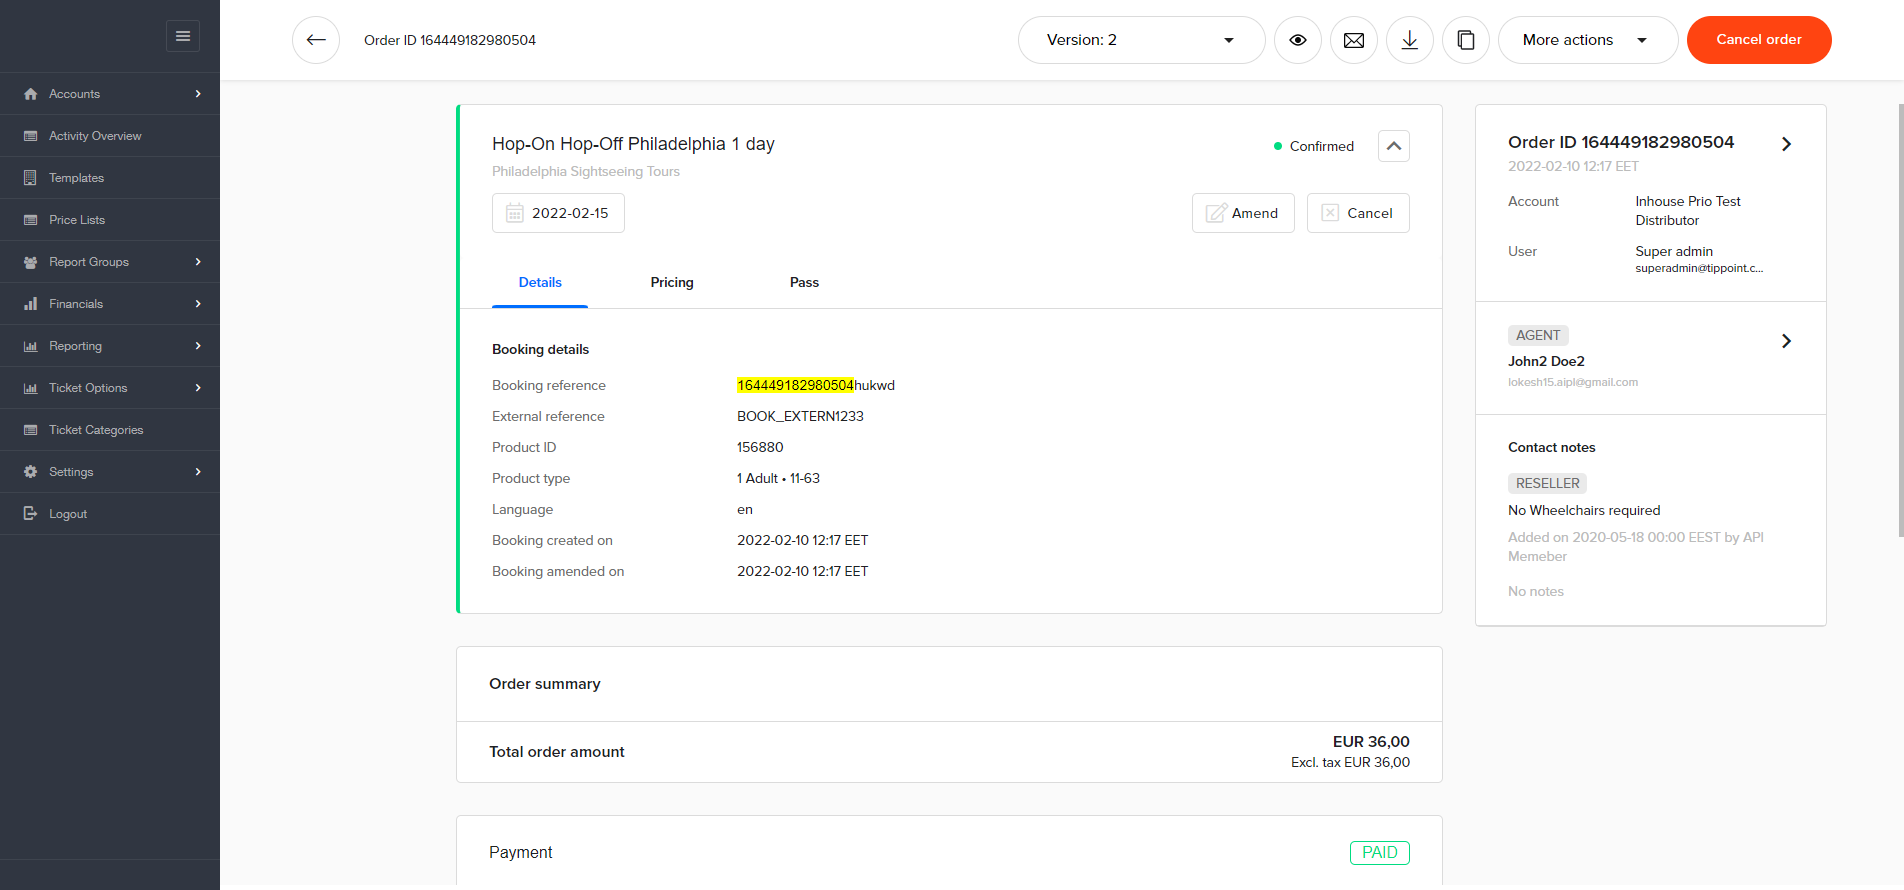 Order ID 164449182980504
Version: 2
More actions
Cancel order
Accounts
Activity Overview
Templates
Price Lists
Report Groups
Financials
Reporting
Ticket Options
Ticket Categories
Settings
Logout
Hop-On Hop-Off Philadelphia 1 day
Confirmed
Philadelphia Sightseeing Tours
2022-02-15
Amend
Cancel
Details
Pricing
Pass
Booking details
Booking reference 164449182980504hukwd
External reference BOOK_EXTERN1233
Product ID 156880
Product type 1 Adult • 11-63
Language en
Booking created on 2022-02-10 12:17 EET
Booking amended on 2022-02-10 12:17 EET
Order summary
Total order amount EUR 36,00
Excl. tax EUR 36,00
Payment PAID
Order ID 164449182980504
2022-02-10 12:17 EET
Account Inhouse Prio Test
Distributor
User Super admin
superadmin@tippoint.c...
AGENT
John2 Doe2
lokesh15.aipl@gmail.com
Contact notes
RESELLER
No Wheelchairs required
Added on 2020-05-18 00:00 EEST by API
Memeber
No notes